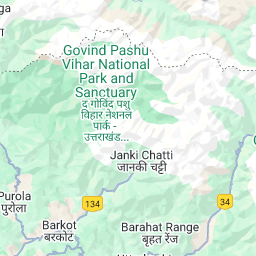 Govind Pashu
Vihar National
Park and
Sanctuary
द गोविंद पशु
विहार नेशनल
पार्क -
उत्तराखंड...
Janki Chatti
जानकी चट्टी
34
134
Purola
पुरोला
Barkot
बरकोट
Barahat Range
बृहत रेंज